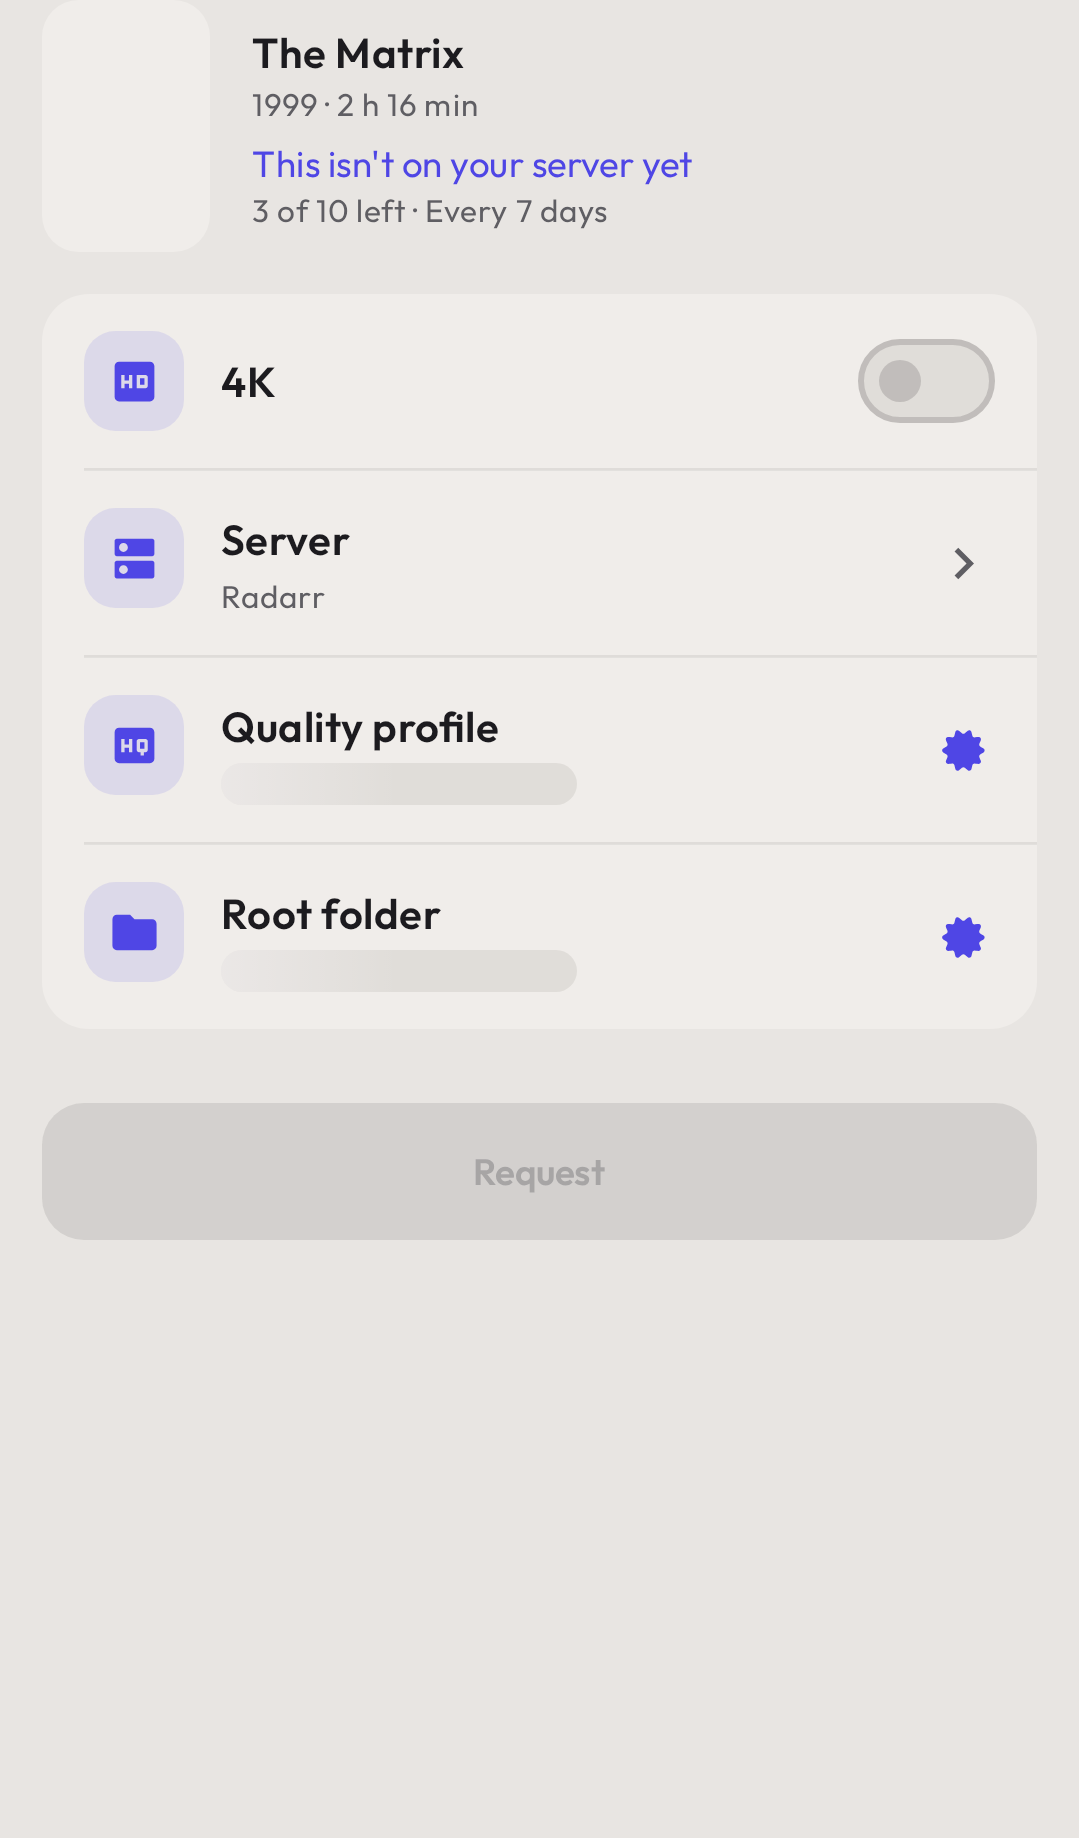 The Matrix
1999 · 2 h 16 min
This isn't on your server yet
3 of 10 left · Every 7 days
HD
4K
Server
Radarr
HQ
Quality profile
Root folder
Request